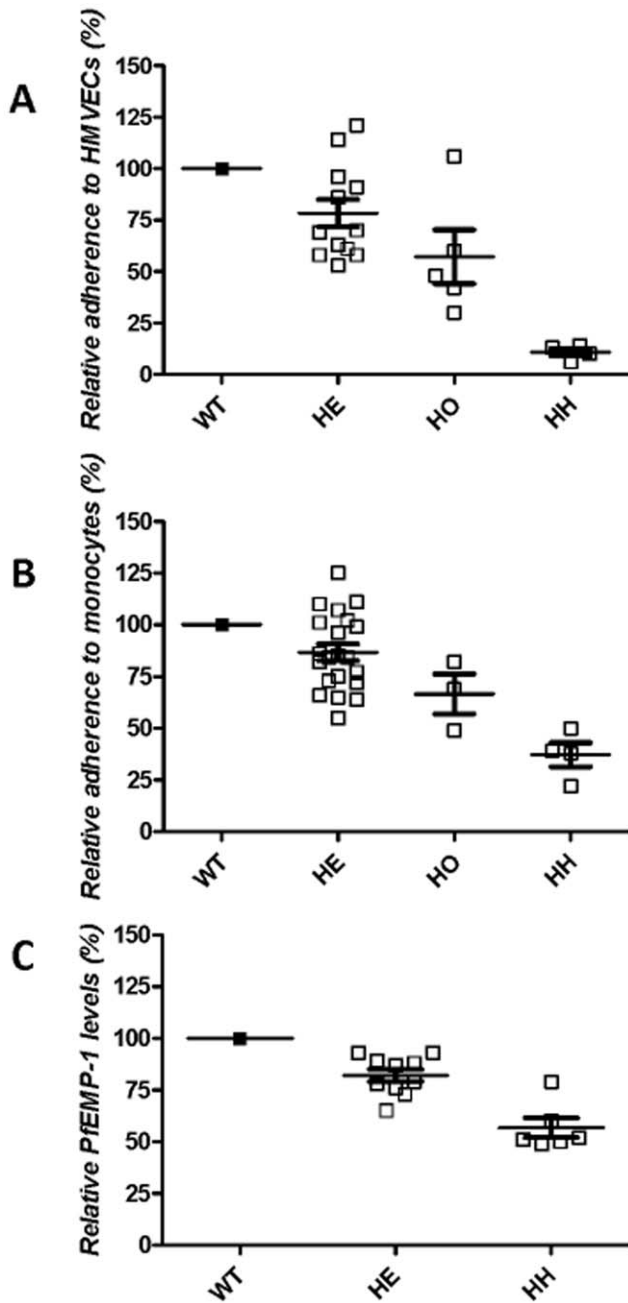 A
Relative adherence to HMVECs (%)
150
125
100
75
50
25
0
WT
HE
HO
HH
B
Relative adherence to monocytes (%)
150
125
100
75
50
25
0
WT
HE
HO
HH
C
Relative PfEMP-1 levels (%)
150
125
100
75
50
25
0
WT
HE
HH